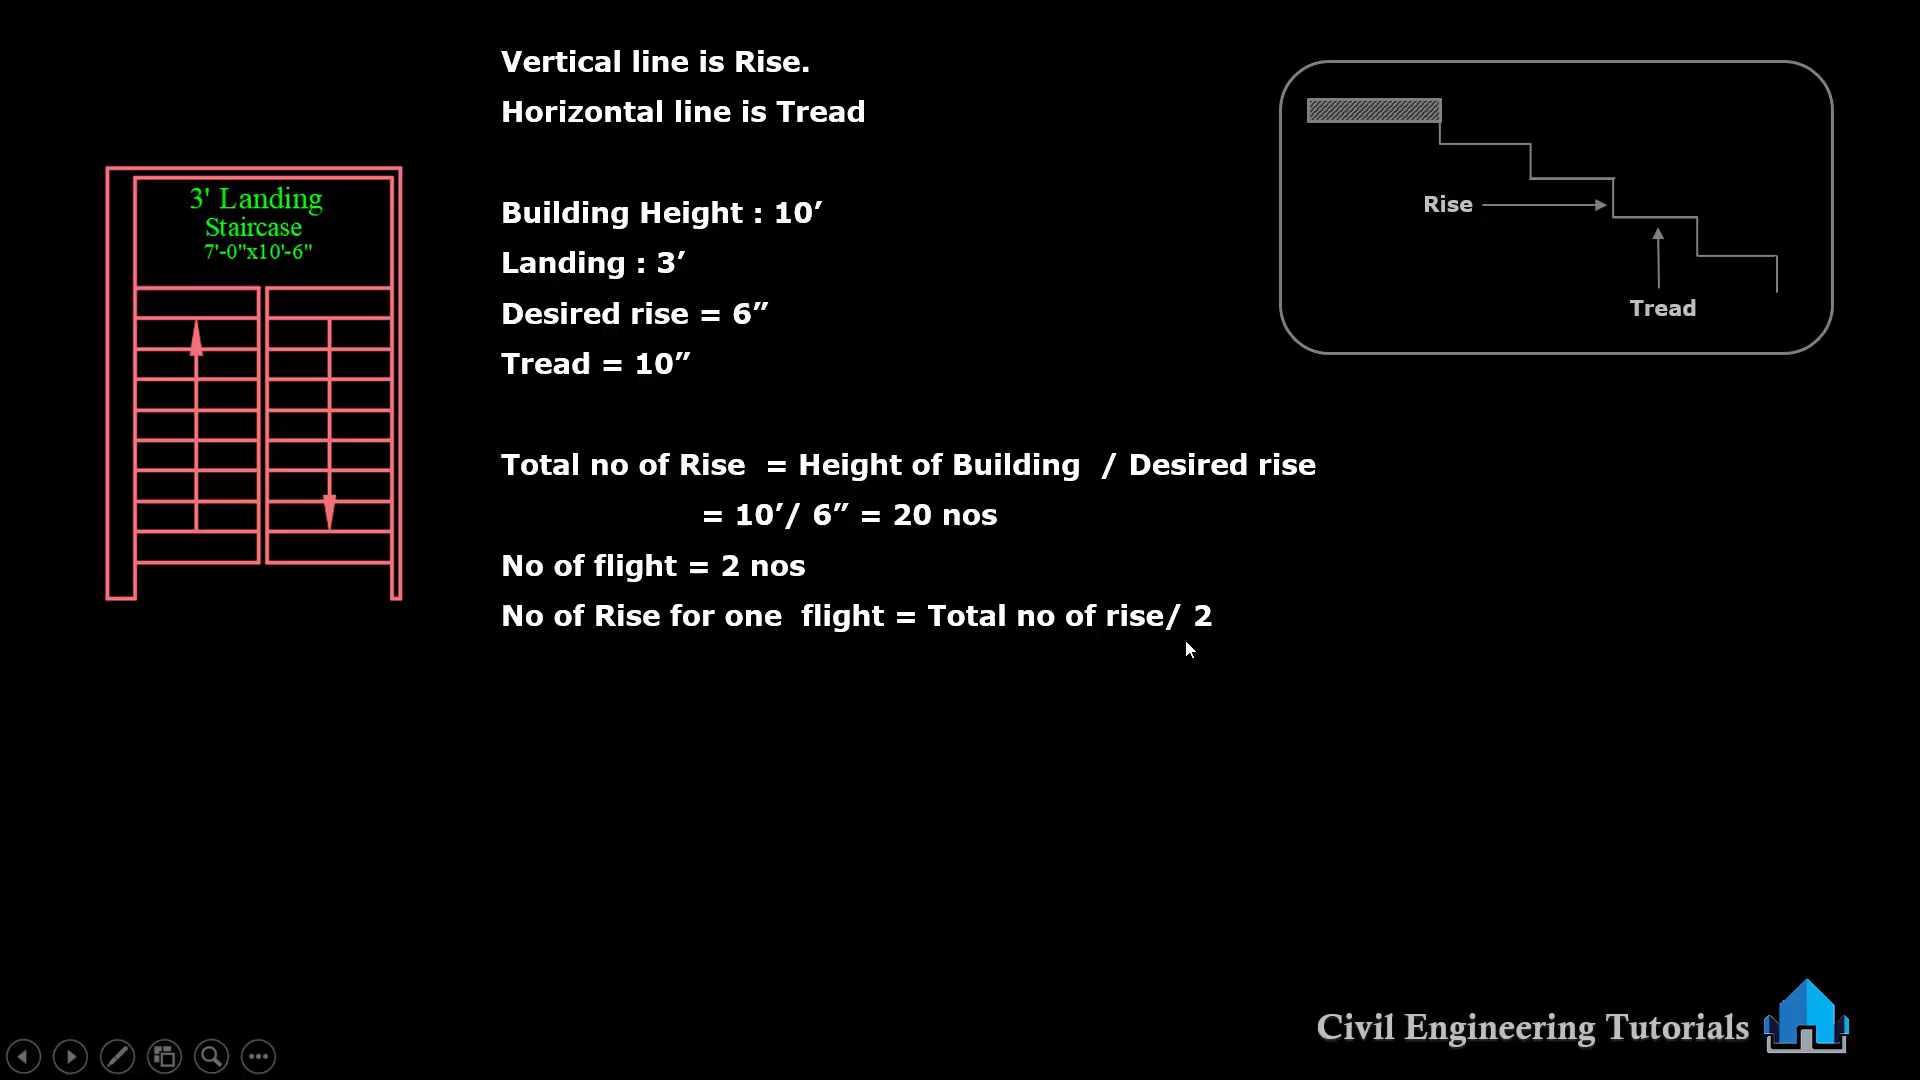 Vertical line is Rise.
Horizontal line is Tread
3' Landing
Staircase
7'-0"x10'-6"
Building Height : 10’
Landing : 3’
Desired rise = 6”
Tread = 10”
Rise
Tread
Total no of Rise = Height of Building / Desired rise
= 10’/ 6” = 20 nos
No of flight = 2 nos
No of Rise for one flight = Total no of rise/ 2
Civil Engineering Tutorials